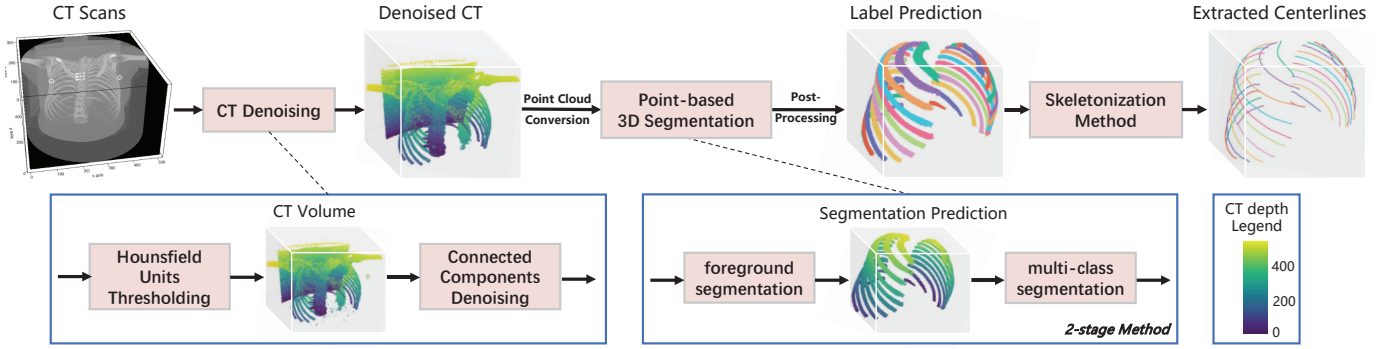 CT Scans
Denoised CT
Label Prediction
Extracted Centerlines
CT Denoising
Point Cloud
Conversion
Point-based
3D Segmentation
Post-
Processing
Skeletonization
Method
CT Volume
Hounsfield
Units
Thresholding
Connected
Components
Denoising
Segmentation Prediction
foreground
segmentation
multi-class
segmentation
2-stage Method
CT depth
Legend
400
200
0